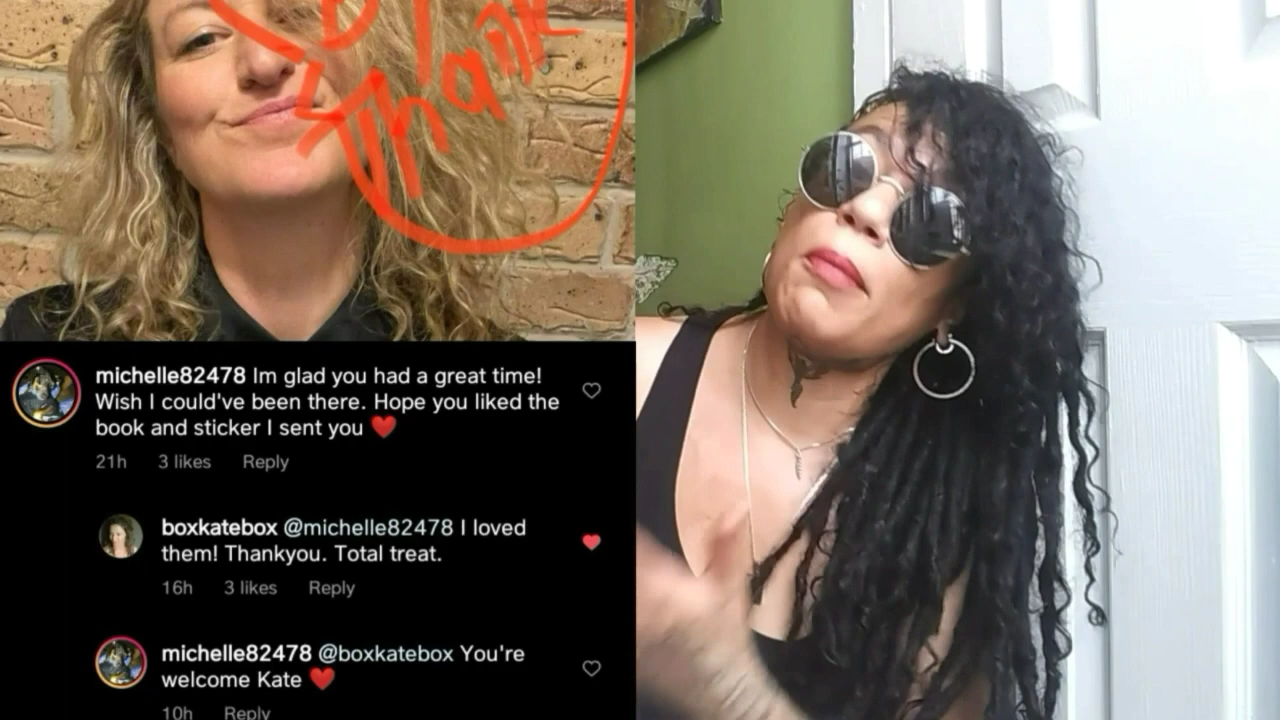 Thank
michelle82478 Im glad you had a great time!
Wish I could've been there. Hope you liked the
book and sticker I sent you ❤️
21h 3 likes Reply
boxkatebox @michelle82478 I loved
them! Thankyou. Total treat.
16h 3 likes Reply
michelle82478 @boxkatebox You're
welcome Kate ❤️
10h Reply